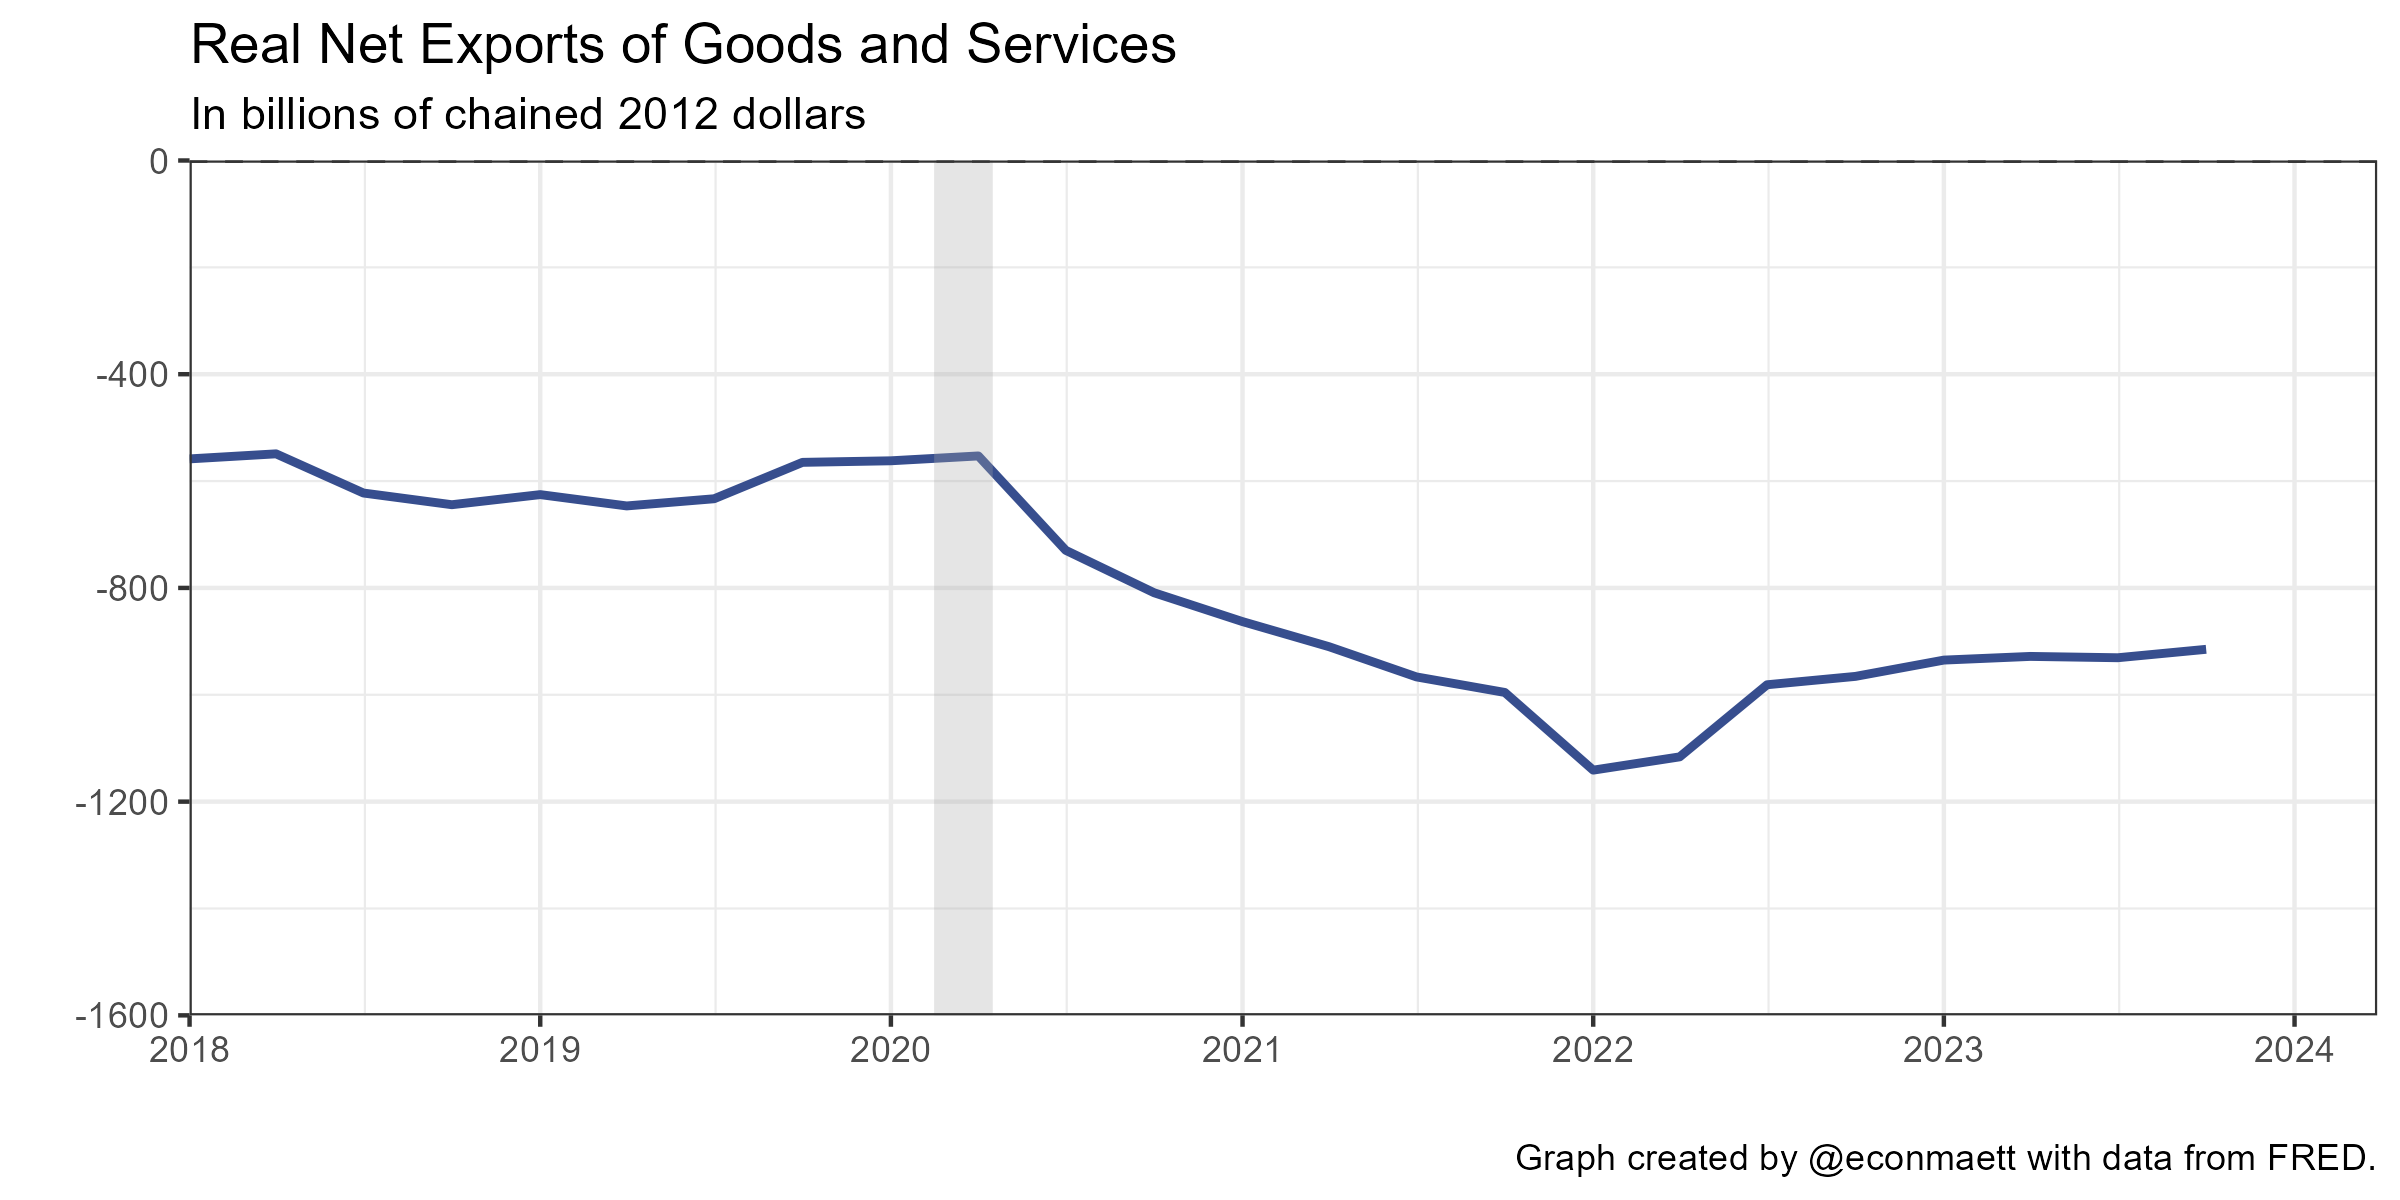 Real Net Exports of Goods and Services
In billions of chained 2012 dollars
0
-400
-800
-1200
-1600
2018 2019 2020 2021 2022 2023 2024
Graph created by @econmaett with data from FRED.